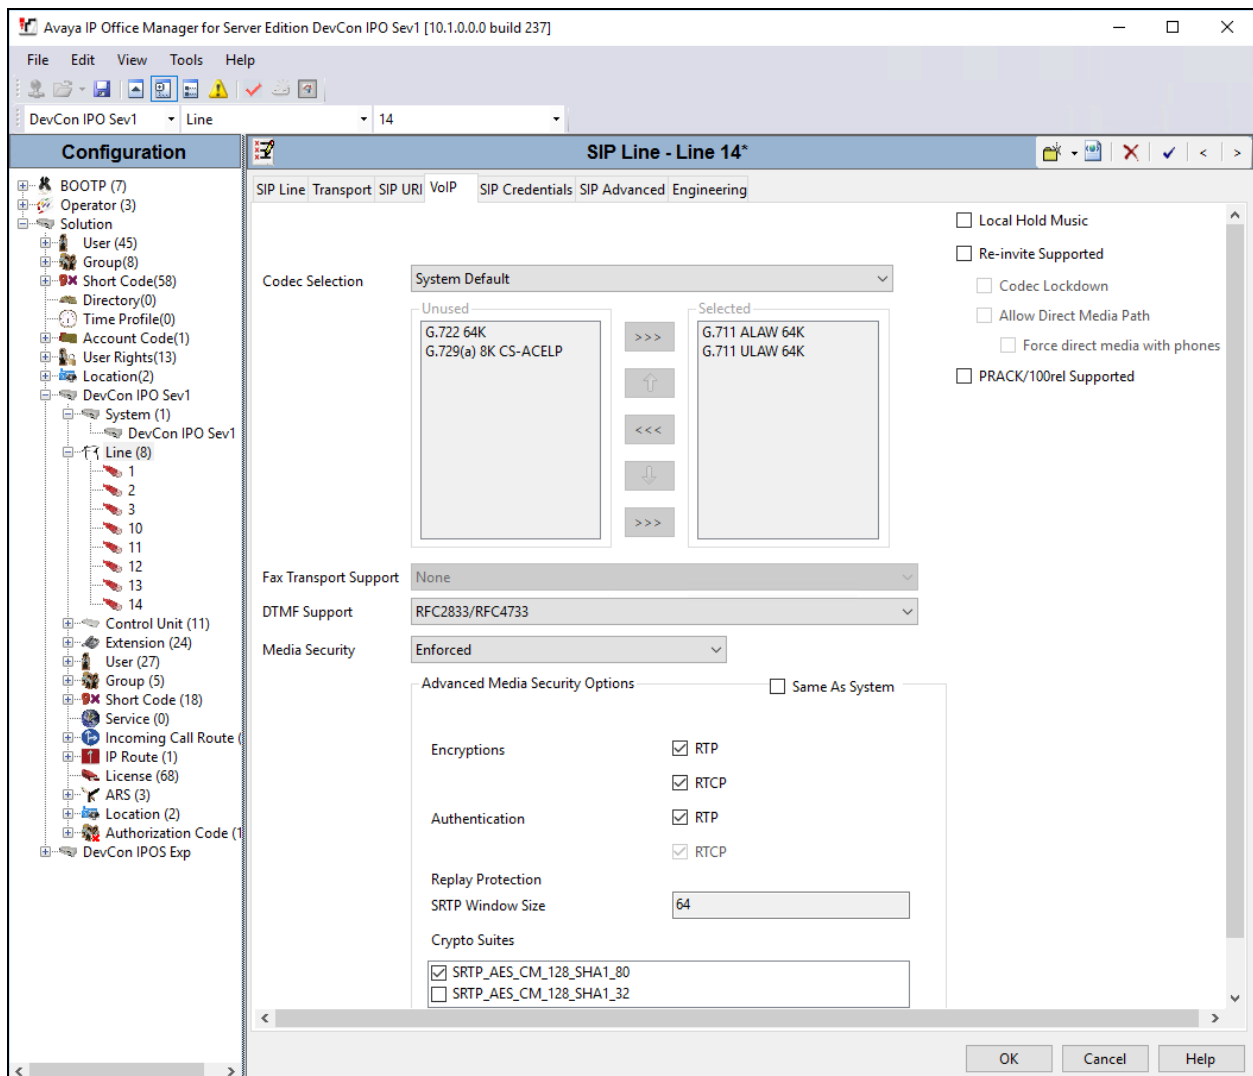 Avaya IP Office Manager for Server Edition DevCon IPO Sev1 [10.1.0.0.0 build 237]
File Edit View Tools Help
DevCon IPO Sev1 Line 14
Configuration
BOOTP (7)
Operator (3)
Solution
User (45)
Group(8)
Short Code(58)
Directory(0)
Time Profile(0)
Account Code(1)
User Rights(13)
Location(2)
DevCon IPO Sev1
System (1)
DevCon IPO Sev1
Line (8)
1
2
3
10
11
12
13
14
Control Unit (11)
Extension (24)
User (27)
Group (5)
Short Code (18)
Service (0)
Incoming Call Route (
IP Route (1)
License (68)
ARS (3)
Location (2)
Authorization Code (1
DevCon IPOS Exp
SIP Line - Line 14*
SIP Line Transport SIP URI VoIP SIP Credentials SIP Advanced Engineering
Codec Selection System Default
Unused
G.722 64K
G.729(a) 8K CS-ACELP
>>>
<<<
>>>
Selected
G.711 ALAW 64K
G.711 ULAW 64K
Fax Transport Support None
DTMF Support RFC2833/RFC4733
Media Security Enforced
Advanced Media Security Options Same As System
Encryptions RTP
RTCP
Authentication RTP
RTCP
Replay Protection
SRTP Window Size 64
Crypto Suites
SRTP_AES_CM_128_SHA1_80
SRTP_AES_CM_128_SHA1_32
Local Hold Music
Re-invite Supported
Codec Lockdown
Allow Direct Media Path
Force direct media with phones
PRACK/100rel Supported
OK Cancel Help